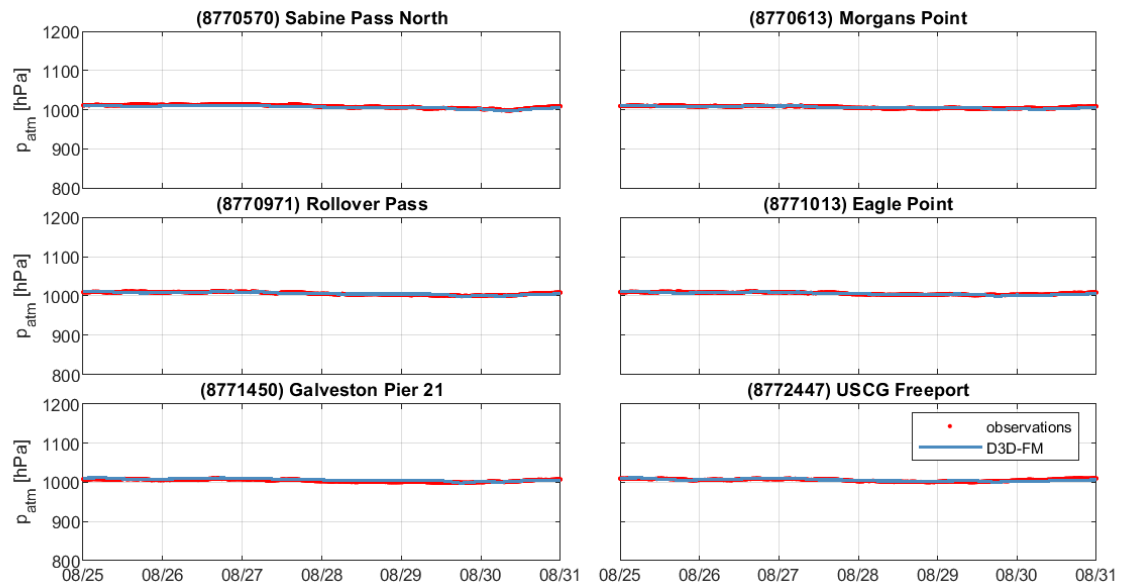 (8770570) Sabine Pass North
(8770613) Morgans Point
1200
1100
1000
900
800
p_atm [hPa]
(8770971) Rollover Pass
(8771013) Eagle Point
1200
1100
1000
900
800
p_atm [hPa]
(8771450) Galveston Pier 21
(8772447) USCG Freeport
1200
1100
1000
900
800
p_atm [hPa]
observations
D3D-FM
08/25 08/26 08/27 08/28 08/29 08/30 08/31
08/25 08/26 08/27 08/28 08/29 08/30 08/31